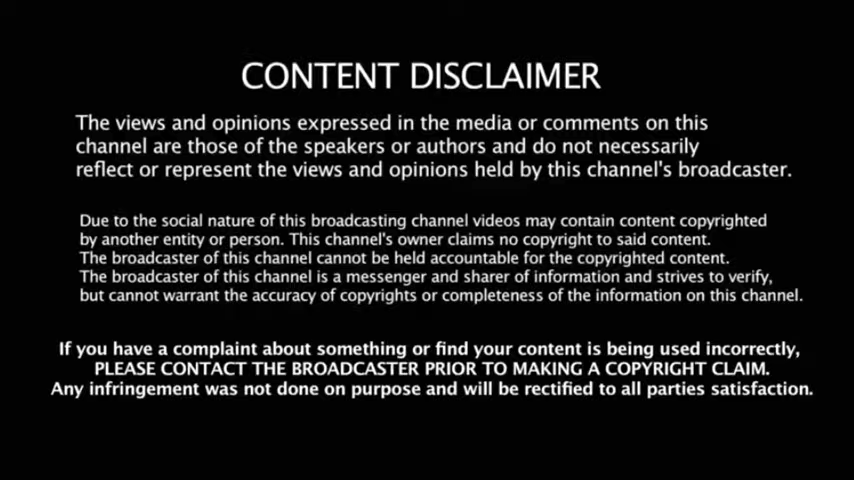 CONTENT DISCLAIMER
The views and opinions expressed in the media or comments on this
channel are those of the speakers or authors and do not necessarily
reflect or represent the views and opinions held by this channel's broadcaster.
Due to the social nature of this broadcasting channel videos may contain content copyrighted
by another entity or person. This channel's owner claims no copyright to said content.
The broadcaster of this channel cannot be held accountable for the copyrighted content.
The broadcaster of this channel is a messenger and sharer of information and strives to verify,
but cannot warrant the accuracy of copyrights or completeness of the information on this channel.
If you have a complaint about something or find your content is being used incorrectly,
PLEASE CONTACT THE BROADCASTER PRIOR TO MAKING A COPYRIGHT CLAIM.
Any infringement was not done on purpose and will be rectified to all parties satisfaction.